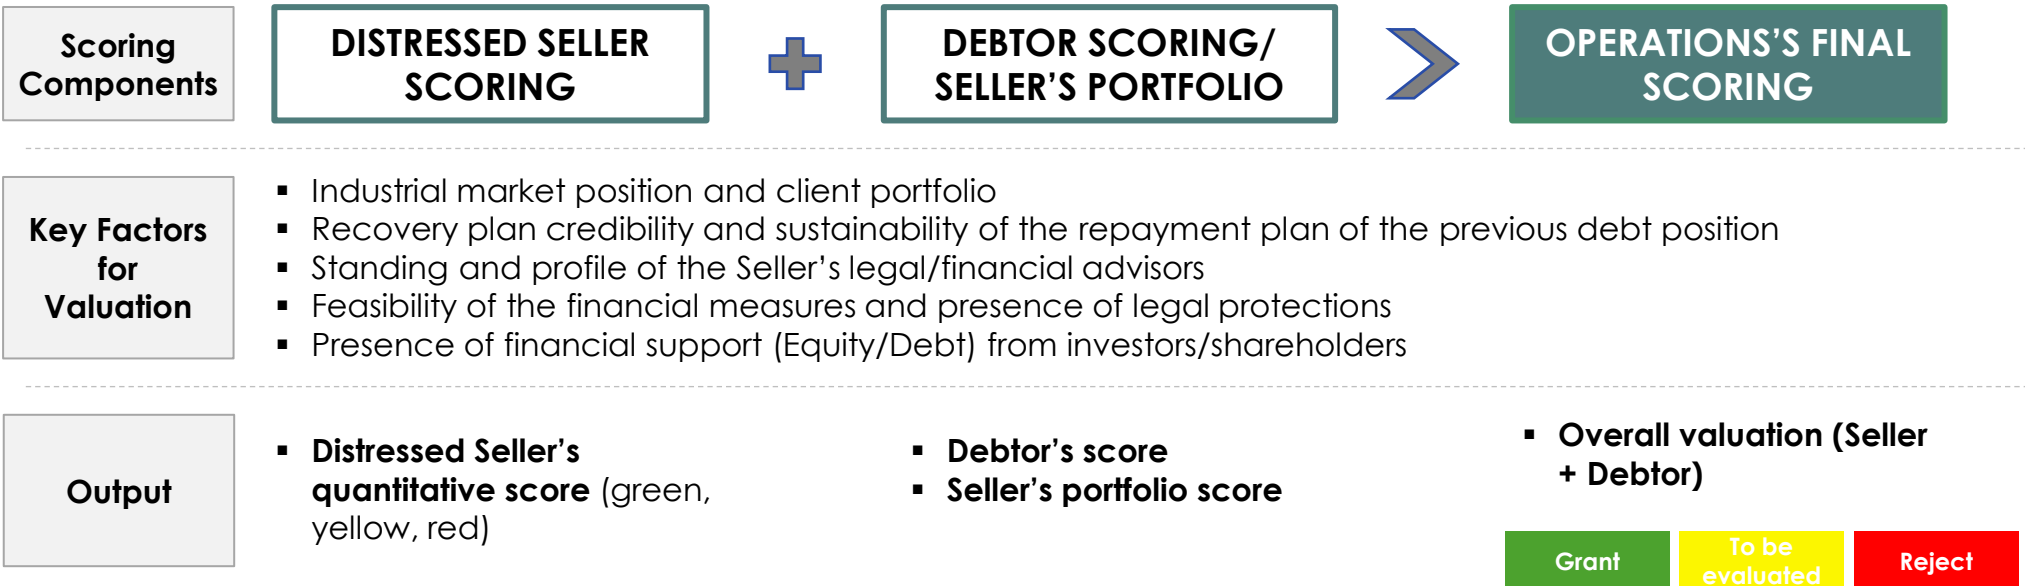 Scoring
Components
DISTRESSED SELLER
SCORING
DEBTOR SCORING/
SELLER’S PORTFOLIO
OPERATIONS’S FINAL
SCORING
Key Factors
for
Valuation
▪ Industrial market position and client portfolio
▪ Recovery plan credibility and sustainability of the repayment plan of the previous debt position
▪ Standing and profile of the Seller’s legal/financial advisors
▪ Feasibility of the financial measures and presence of legal protections
▪ Presence of financial support (Equity/Debt) from investors/shareholders
Output
▪ Distressed Seller’s
quantitative score (green,
yellow, red)
▪ Debtor’s score
▪ Seller’s portfolio score
▪ Overall valuation (Seller
+ Debtor)
Grant
To be
evaluated
Reject